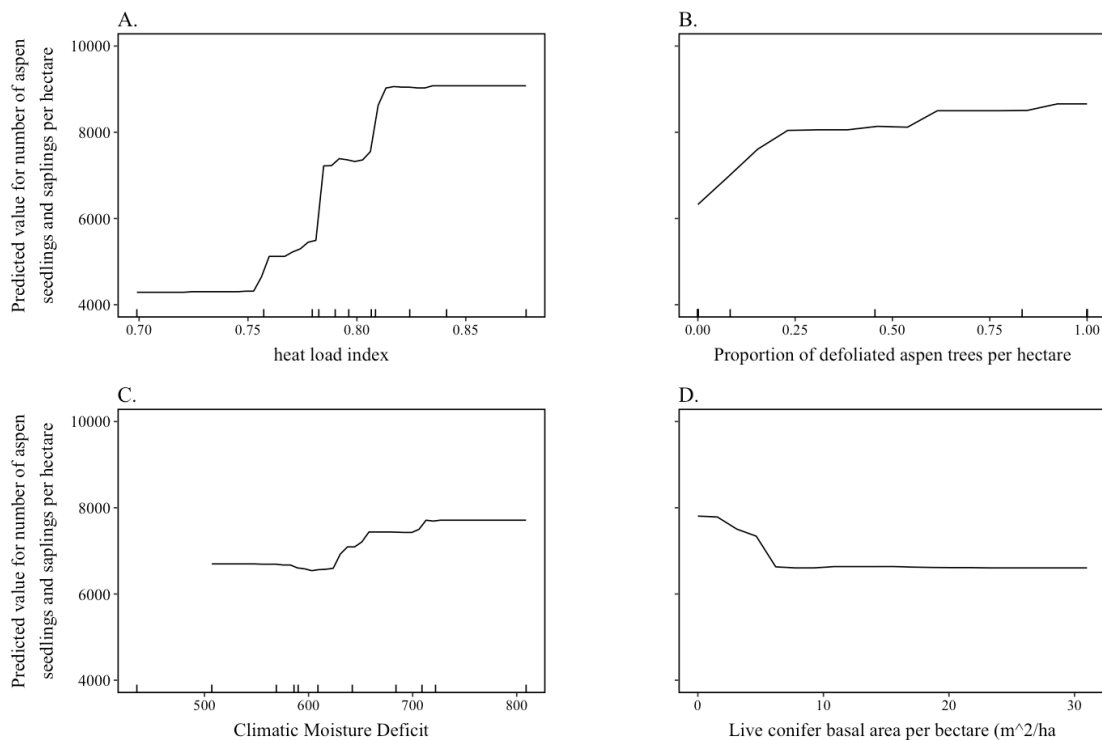 A.
Predicted value for number of aspen
seedlings and saplings per hectare
10000
8000
6000
4000
0.70 0.75 0.80 0.85
heat load index
B.
0.00 0.25 0.50 0.75 1.00
Proportion of defoliated aspen trees per hectare
C.
Predicted value for number of aspen
seedlings and saplings per hectare
10000
8000
6000
4000
500 600 700 800
Climatic Moisture Deficit
D.
0 10 20 30
Live conifer basal area per bectare (m^2/ha